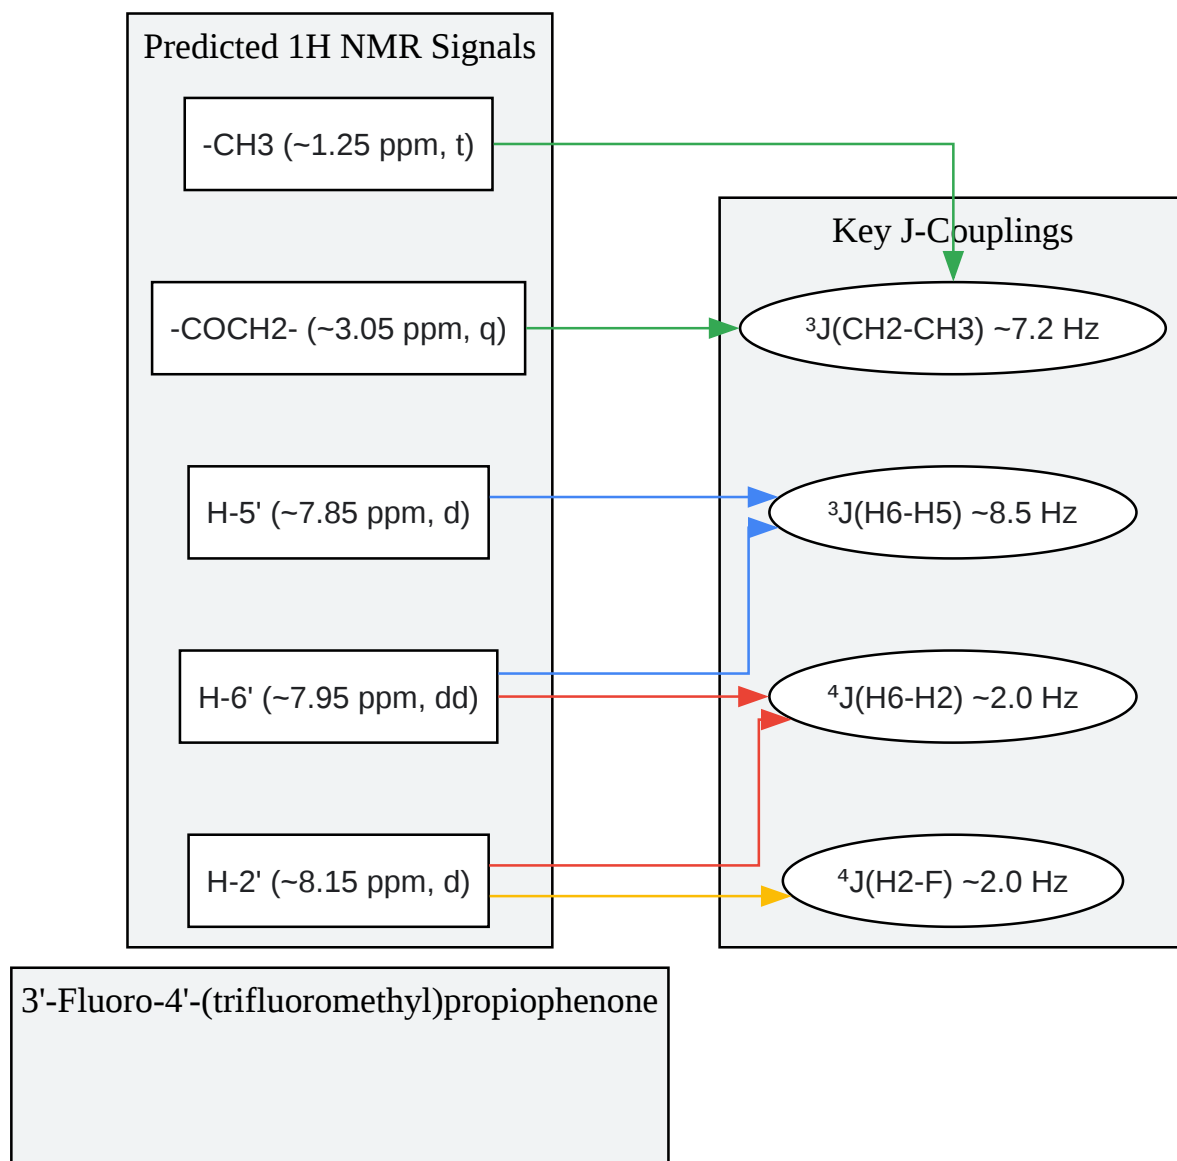 Predicted 1H NMR Signals
-CH3 (~1.25 ppm, t)
-COCH2- (~3.05 ppm, q)
H-5' (~7.85 ppm, d)
H-6' (~7.95 ppm, dd)
H-2' (~8.15 ppm, d)
Key J-Couplings
³J(CH2-CH3) ~7.2 Hz
³J(H6-H5) ~8.5 Hz
⁴J(H6-H2) ~2.0 Hz
⁴J(H2-F) ~2.0 Hz
3'-Fluoro-4'-(trifluoromethyl)propiophenone